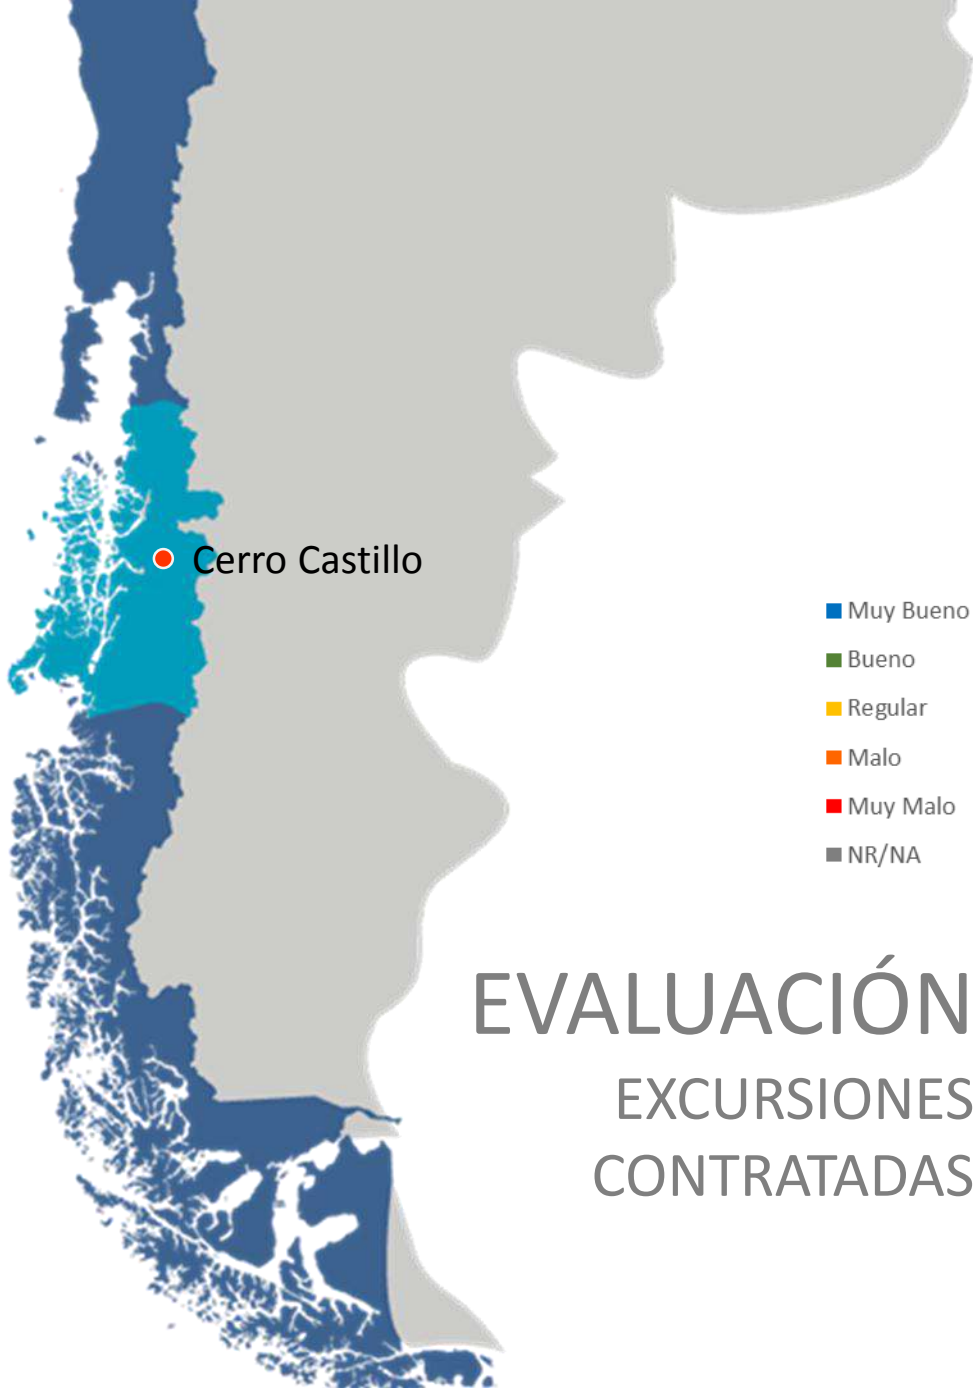 Cerro Castillo
Muy Bueno
Bueno
Regular
Malo
Muy Malo
NR/NA
EVALUACIÓN
EXCURSIONES
CONTRATADAS